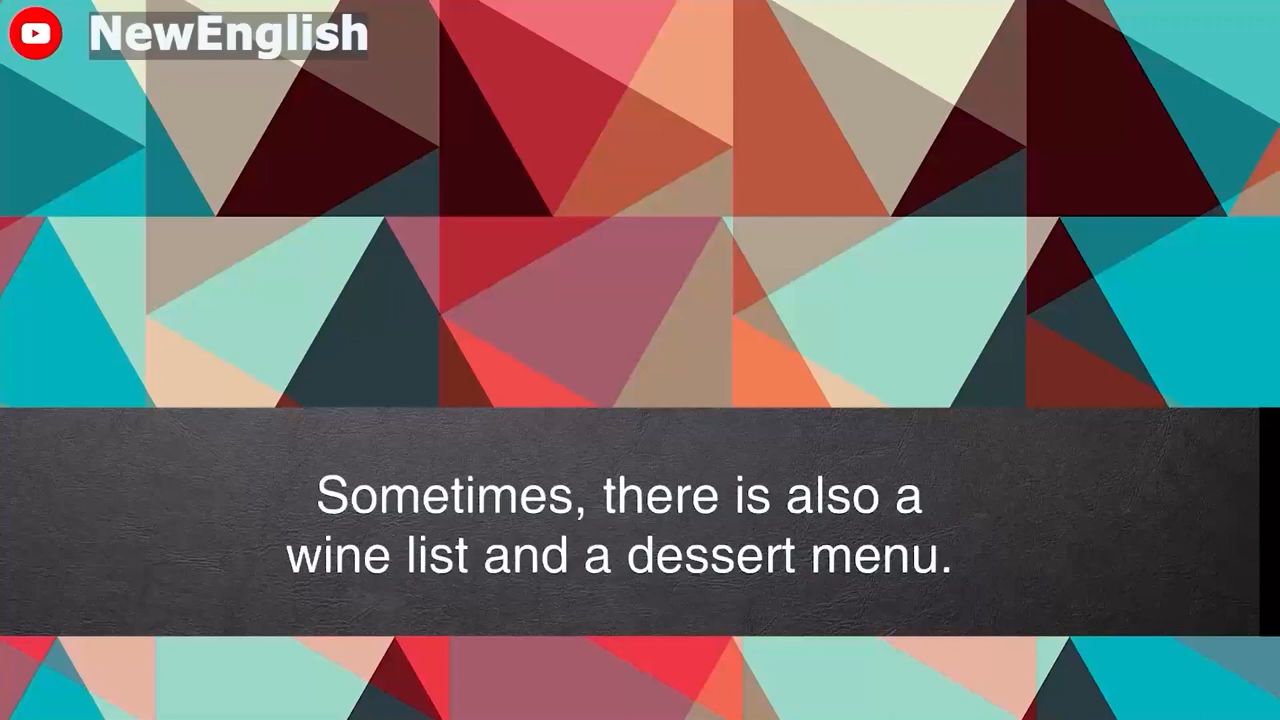 NewEnglish
Sometimes, there is also a
wine list and a dessert menu.